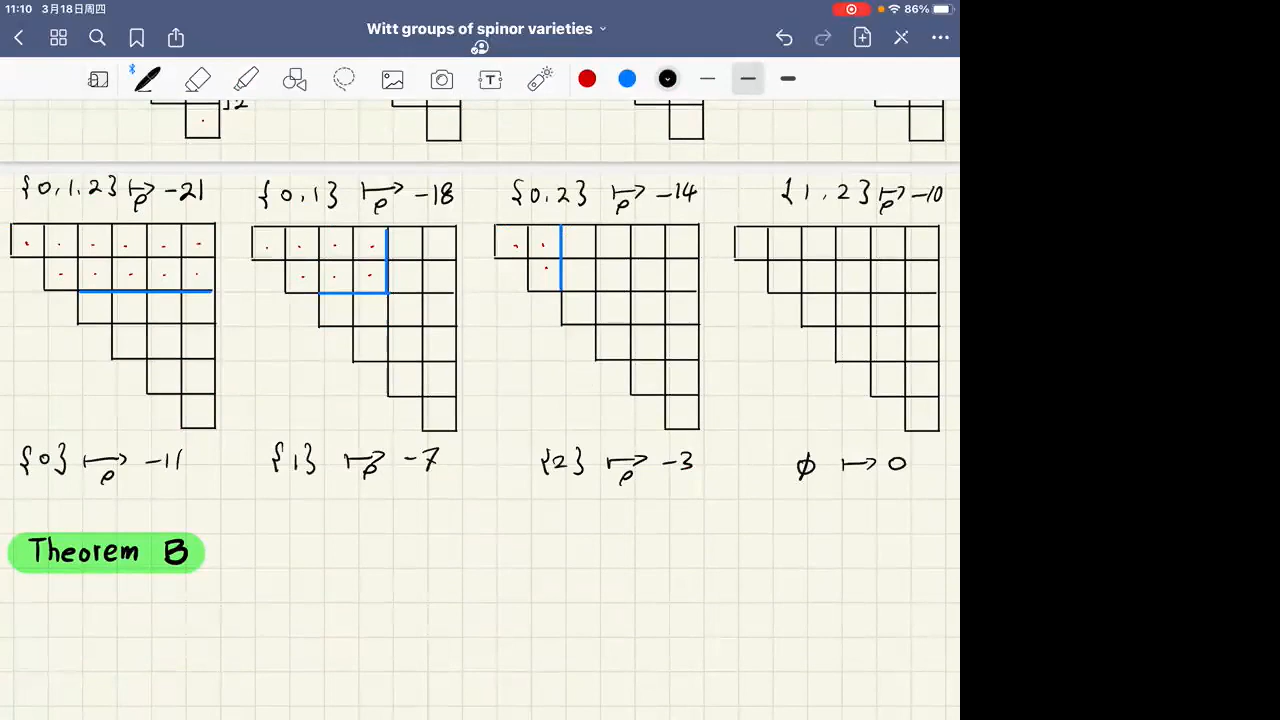 11:10 3月18日周四 86%
Witt groups of spinor varieties
T
]2
{0,1,2} ↦ρ -21 {0,1} ↦ρ -18 {0,2} ↦ρ -14 {1,2} ↦ρ -10
{0} ↦ρ -11 {1} ↦ρ -7 {2} ↦ρ -3 ϕ ↦ 0
Theorem B